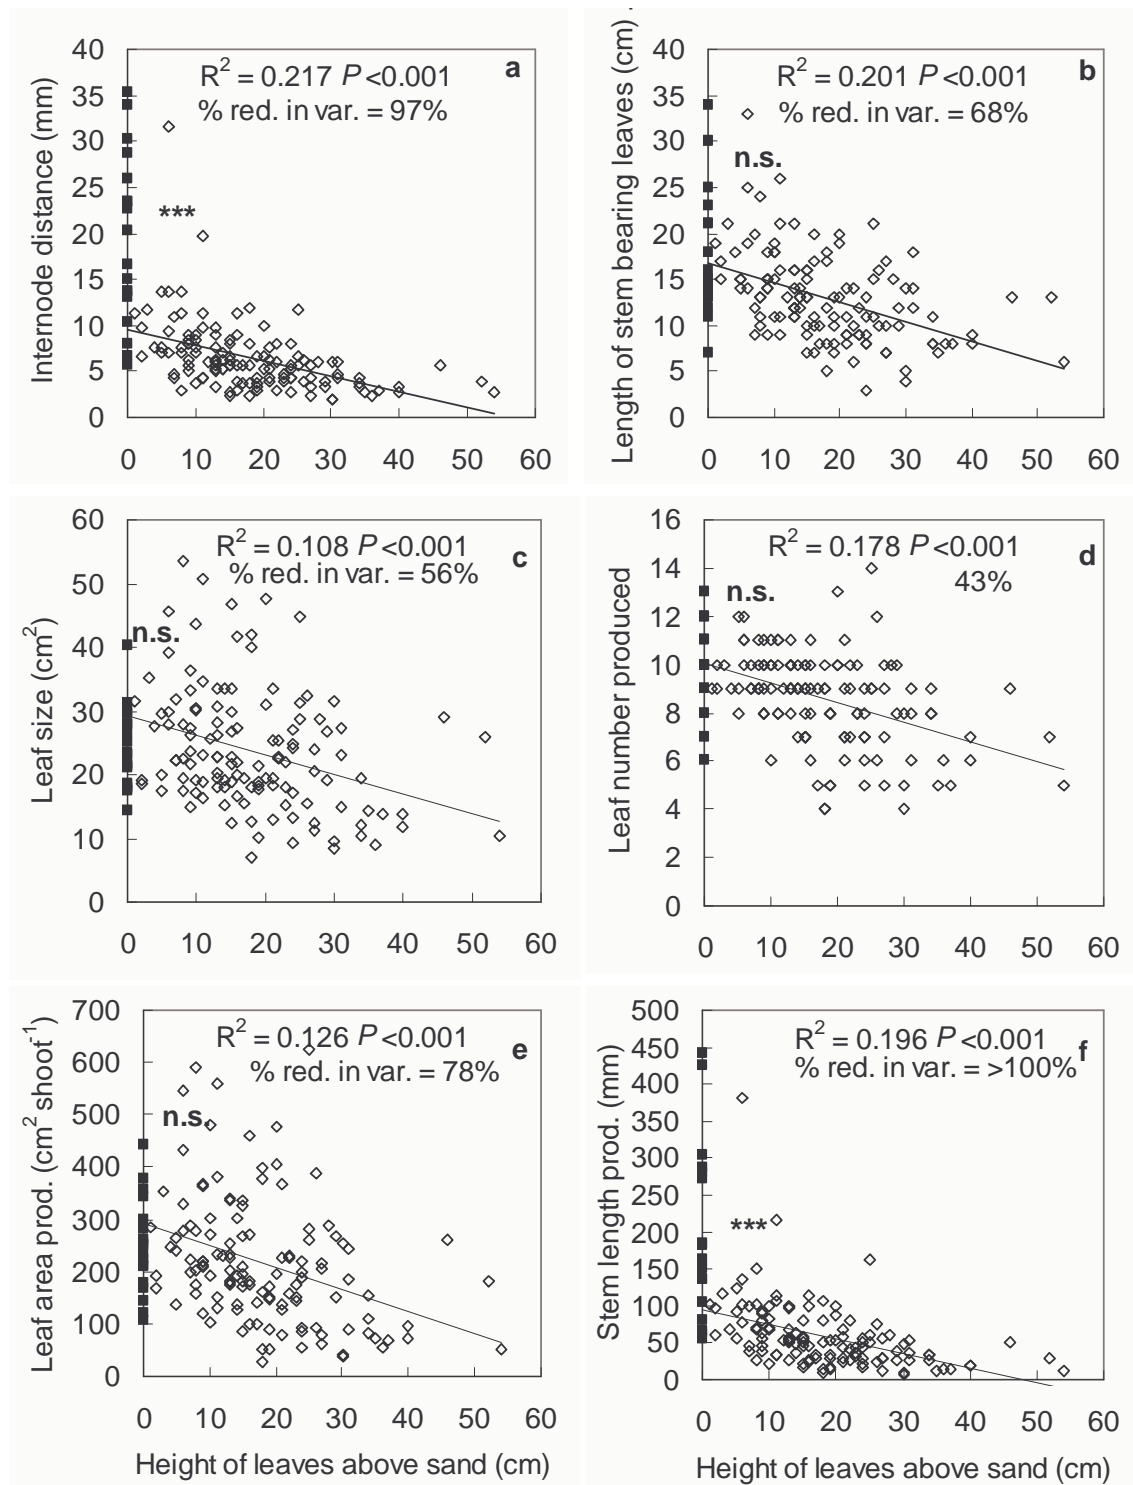 R2 = 0.217 P <0.001
a
% red. in var. = 97%
***
Internode distance (mm)
40
35
30
25
20
15
10
5
0
0 10 20 30 40 50 60
R2 = 0.201 P <0.001
b
% red. in var. = 68%
n.s.
Length of stem bearing leaves (cm)
40
35
30
25
20
15
10
5
0
0 10 20 30 40 50 60
R2 = 0.108 P <0.001
% red. in var. = 56%
c
n.s.
Leaf size (cm2)
60
50
40
30
20
10
0
0 10 20 30 40 50 60
R2 = 0.178 P <0.001
d
43%
n.s.
Leaf number produced
16
14
12
10
8
6
4
2
0
0 10 20 30 40 50 60
R2 = 0.126 P <0.001
e
% red. in var. = 78%
n.s.
Leaf area prod. (cm2 shoot-1)
700
600
500
400
300
200
100
0
0 10 20 30 40 50 60
Height of leaves above sand (cm)
R2 = 0.196 P <0.001
f
% red. in var. = >100%
***
Stem length prod. (mm)
500
450
400
350
300
250
200
150
100
50
0
0 10 20 30 40 50 60
Height of leaves above sand (cm)